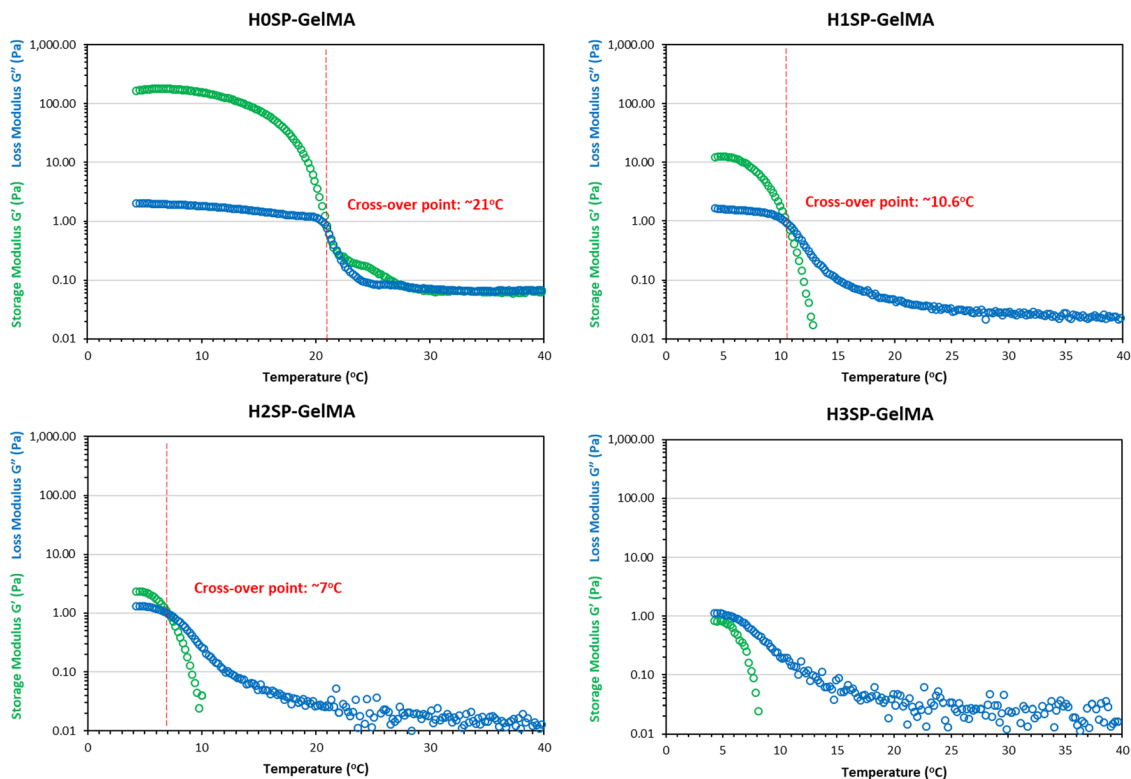 H0SP-GelMA
Storage Modulus G' (Pa) Loss Modulus G" (Pa)
1,000.00
100.00
10.00
1.00
0.10
0.01
Cross-over point: ~21°C
0 10 20 30 40
Temperature (°C)
H1SP-GelMA
Storage Modulus G' (Pa) Loss Modulus G" (Pa)
1,000.00
100.00
10.00
1.00
0.10
0.01
Cross-over point: ~10.6°C
0 5 10 15 20 25 30 35 40
Temperature (°C)
H2SP-GelMA
Storage Modulus G' (Pa) Loss Modulus G" (Pa)
1,000.00
100.00
10.00
1.00
0.10
0.01
Cross-over point: ~7°C
0 10 20 30 40
Temperature (°C)
H3SP-GelMA
Storage Modulus G' (Pa) Loss Modulus G" (Pa)
1,000.00
100.00
10.00
1.00
0.10
0.01
0 5 10 15 20 25 30 35 40
Temperature (°C)